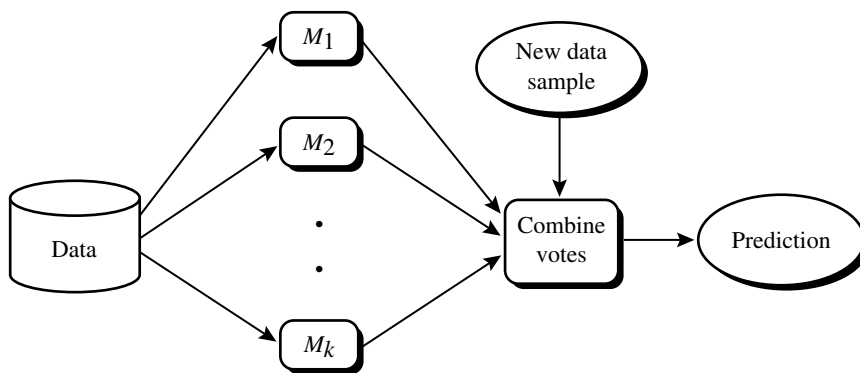 M1
New data
sample
M2
Data
Combine
votes
Prediction
Mk